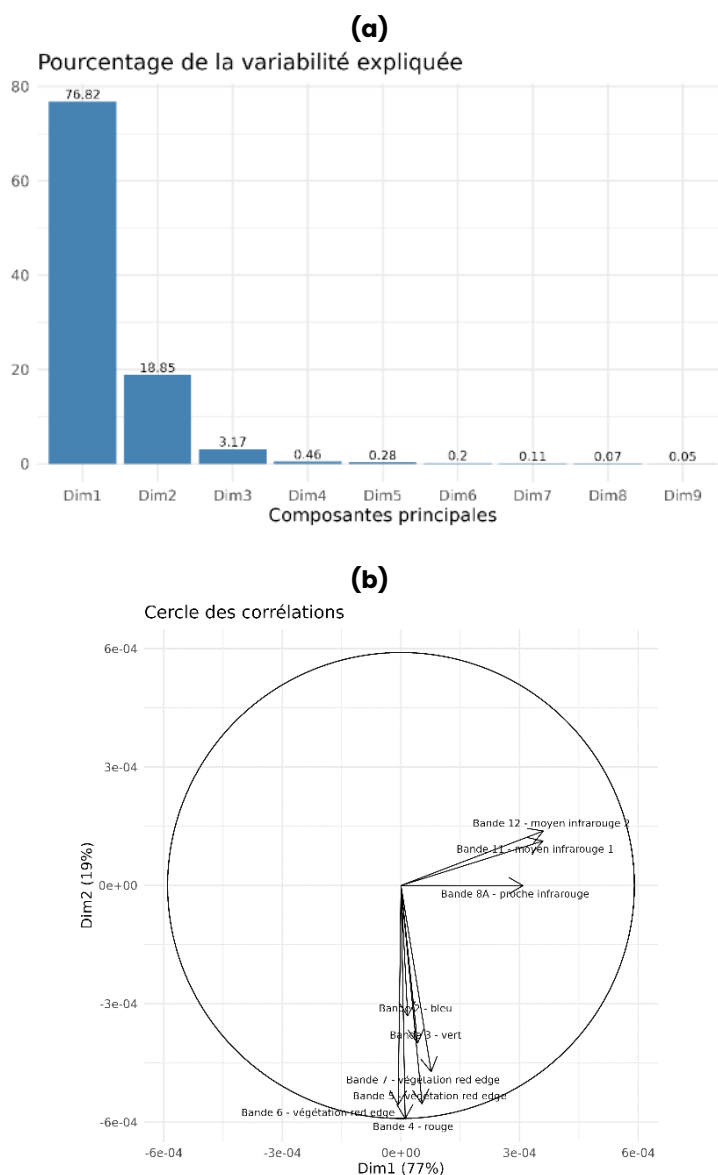 (a)
Pourcentage de la variabilité expliquée
80
60
40
20
0
76.82
18.85
3.17
0.46
0.28
0.2
0.11
0.07
0.05
Dim1 Dim2 Dim3 Dim4 Dim5 Dim6 Dim7 Dim8 Dim9
Composantes principales
(b)
Cercle des corrélations
6e-04
3e-04
0e+00
-3e-04
-6e-04
Dim2 (19%)
Bande 12 - moyen infrarouge 2
Bande 11 - moyen infrarouge 1
Bande 8A - proche infrarouge
Bande 2 - bleu
Bande 3 - vert
Bande 7 - végétation red edge
Bande 5 - végétation red edge
Bande 6 - végétation red edge
Bande 4 - rouge
-6e-04 -3e-04 0e+00 3e-04 6e-04
Dim1 (77%)